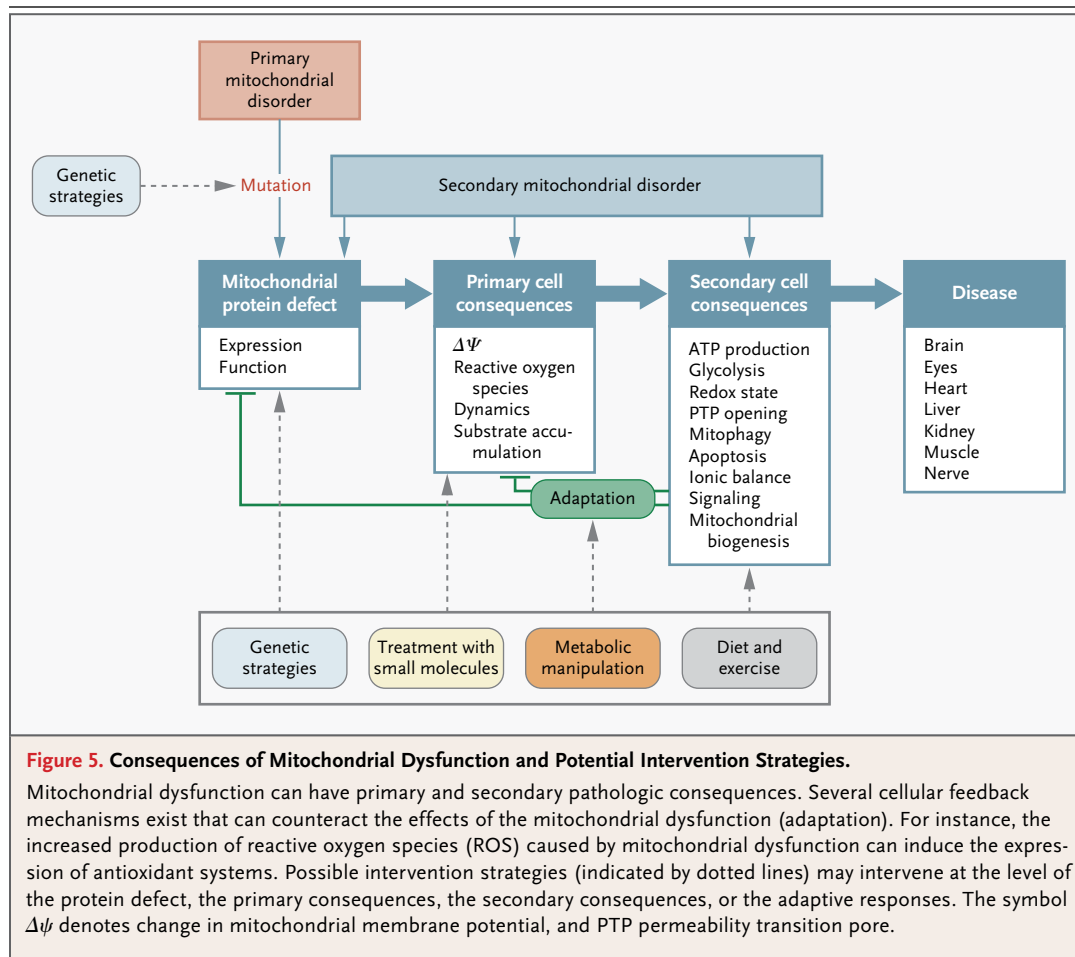 Primary
mitochondrial
disorder
Genetic
strategies
Mutation
Secondary mitochondrial disorder
Mitochondrial
protein defect
Expression
Function
Primary cell
consequences
ΔΨ
Reactive oxygen
species
Dynamics
Substrate accu-
mulation
Secondary cell
consequences
ATP production
Glycolysis
Redox state
PTP opening
Mitophagy
Apoptosis
Ionic balance
Signaling
Mitochondrial
biogenesis
Disease
Brain
Eyes
Heart
Liver
Kidney
Muscle
Nerve
Adaptation
Genetic
strategies
Treatment with
small molecules
Metabolic
manipulation
Diet and
exercise
Figure 5. Consequences of Mitochondrial Dysfunction and Potential Intervention Strategies.
Mitochondrial dysfunction can have primary and secondary pathologic consequences. Several cellular feedback
mechanisms exist that can counteract the effects of the mitochondrial dysfunction (adaptation). For instance, the
increased production of reactive oxygen species (ROS) caused by mitochondrial dysfunction can induce the expres-
sion of antioxidant systems. Possible intervention strategies (indicated by dotted lines) may intervene at the level of
the protein defect, the primary consequences, the secondary consequences, or the adaptive responses. The symbol
Δψ denotes change in mitochondrial membrane potential, and PTP permeability transition pore.